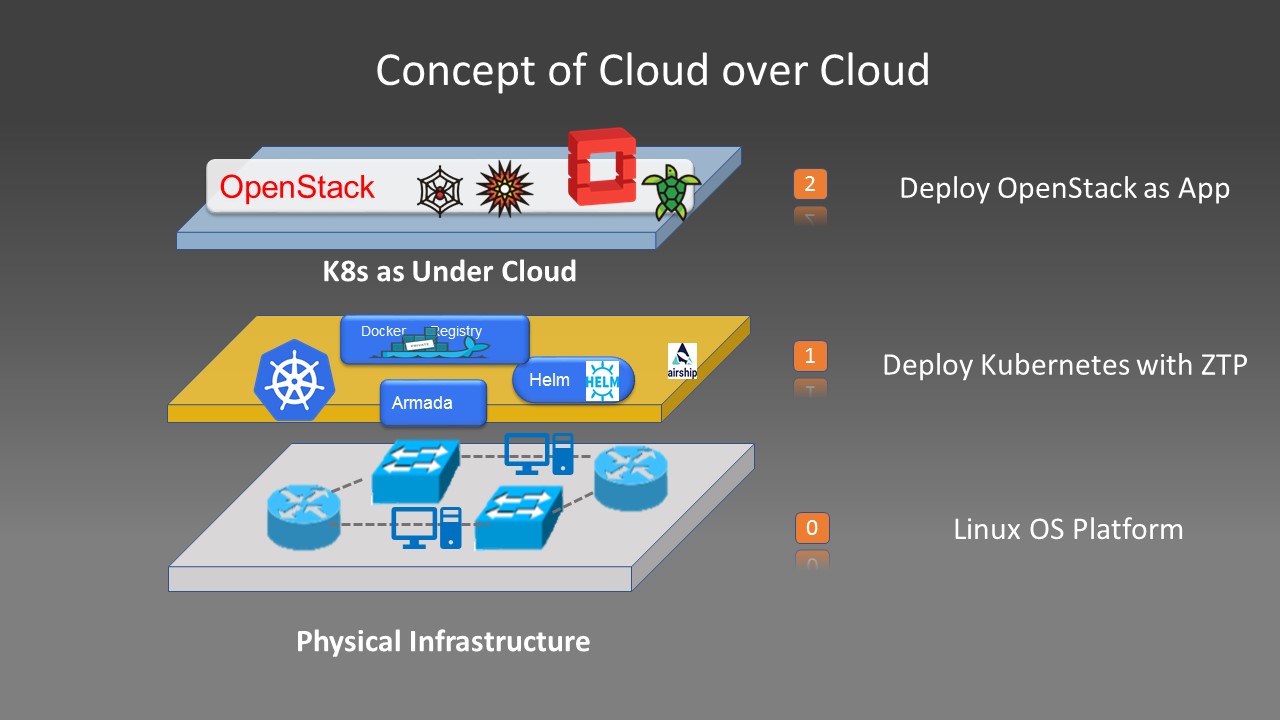 Concept of Cloud over Cloud
OpenStack
2
Deploy OpenStack as App
K8s as Under Cloud
Docker Registry
PRIVATE
Helm
HELM
Armada
airship
1
Deploy Kubernetes with ZTP
0
Linux OS Platform
Physical Infrastructure